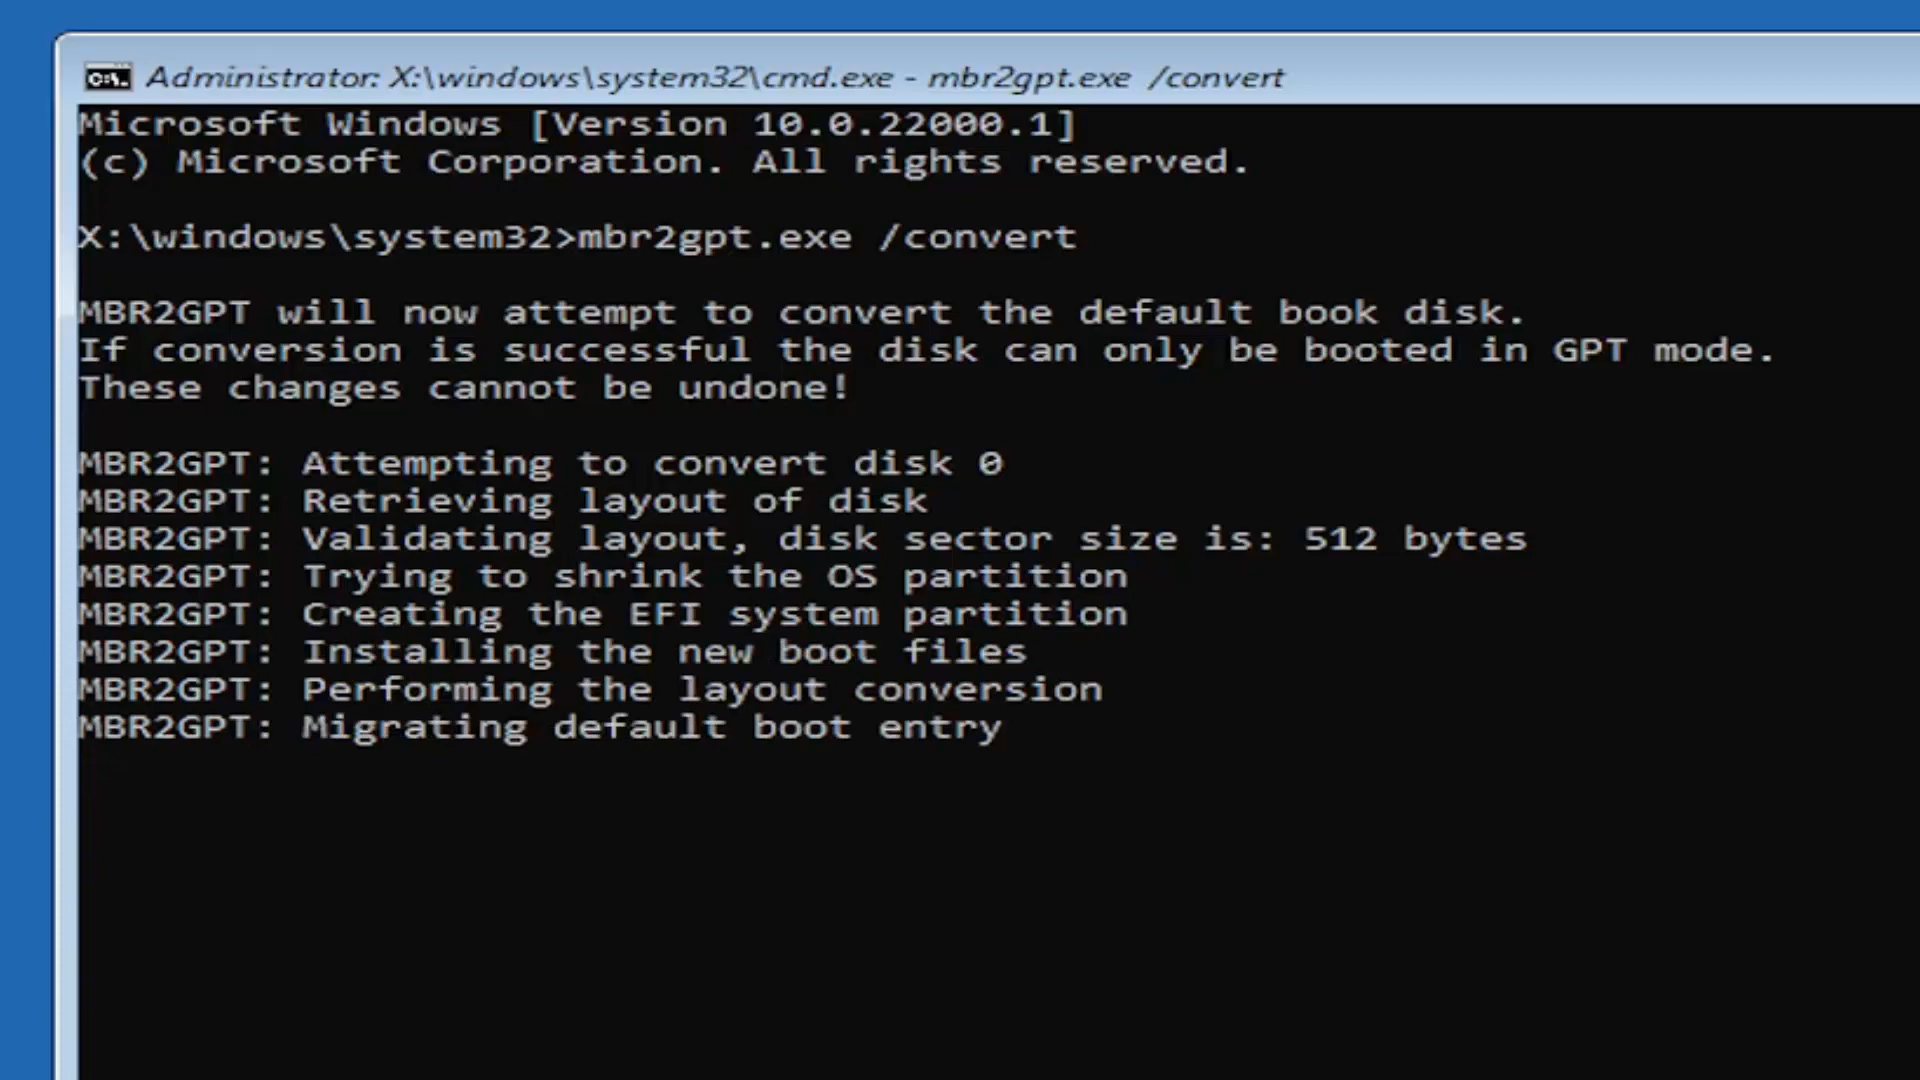 Administrator: X:\windows\system32\cmd.exe - mbr2gpt.exe /convert
Microsoft Windows [Version 10.0.22000.1]
(c) Microsoft Corporation. All rights reserved.
X:\windows\system32>mbr2gpt.exe /convert
MBR2GPT will now attempt to convert the default book disk.
If conversion is successful the disk can only be booted in GPT mode.
These changes cannot be undone!
MBR2GPT: Attempting to convert disk 0
MBR2GPT: Retrieving layout of disk
MBR2GPT: Validating layout, disk sector size is: 512 bytes
MBR2GPT: Trying to shrink the OS partition
MBR2GPT: Creating the EFI system partition
MBR2GPT: Installing the new boot files
MBR2GPT: Performing the layout conversion
MBR2GPT: Migrating default boot entry